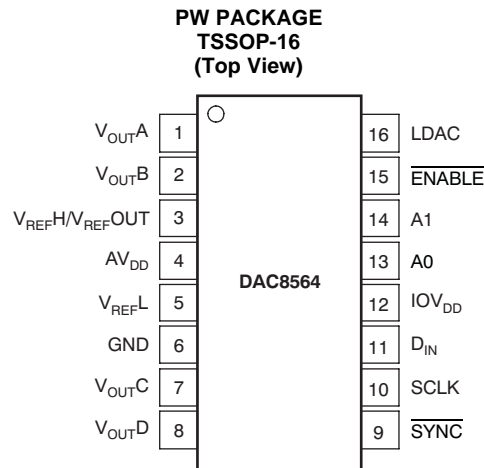 PW PACKAGE
TSSOP-16
(Top View)
VOUTA 1 16 LDAC
VOUTB 2 15 ENABLE
VREFH/VREFOUT 3 14 A1
AVDD 4 13 A0
DAC8564
VREFL 5 12 IOVDD
GND 6 11 DIN
VOUTC 7 10 SCLK
VOUTD 8 9 SYNC